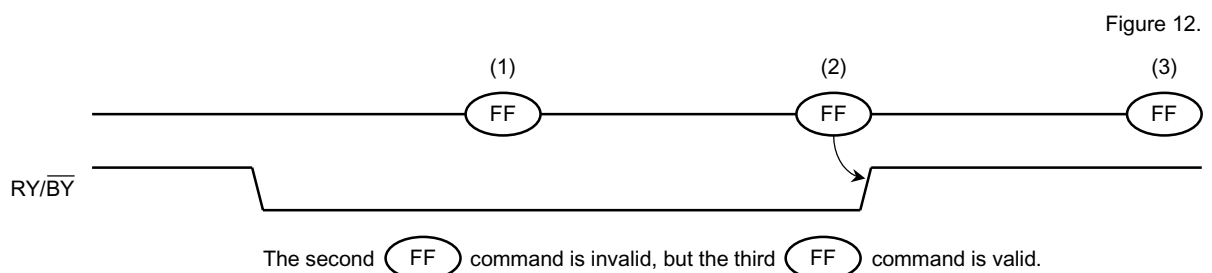 Figure 12.
(1) (2) (3)
FF FF FF
RY/B̅Y̅
The second FF command is invalid, but the third FF command is valid.